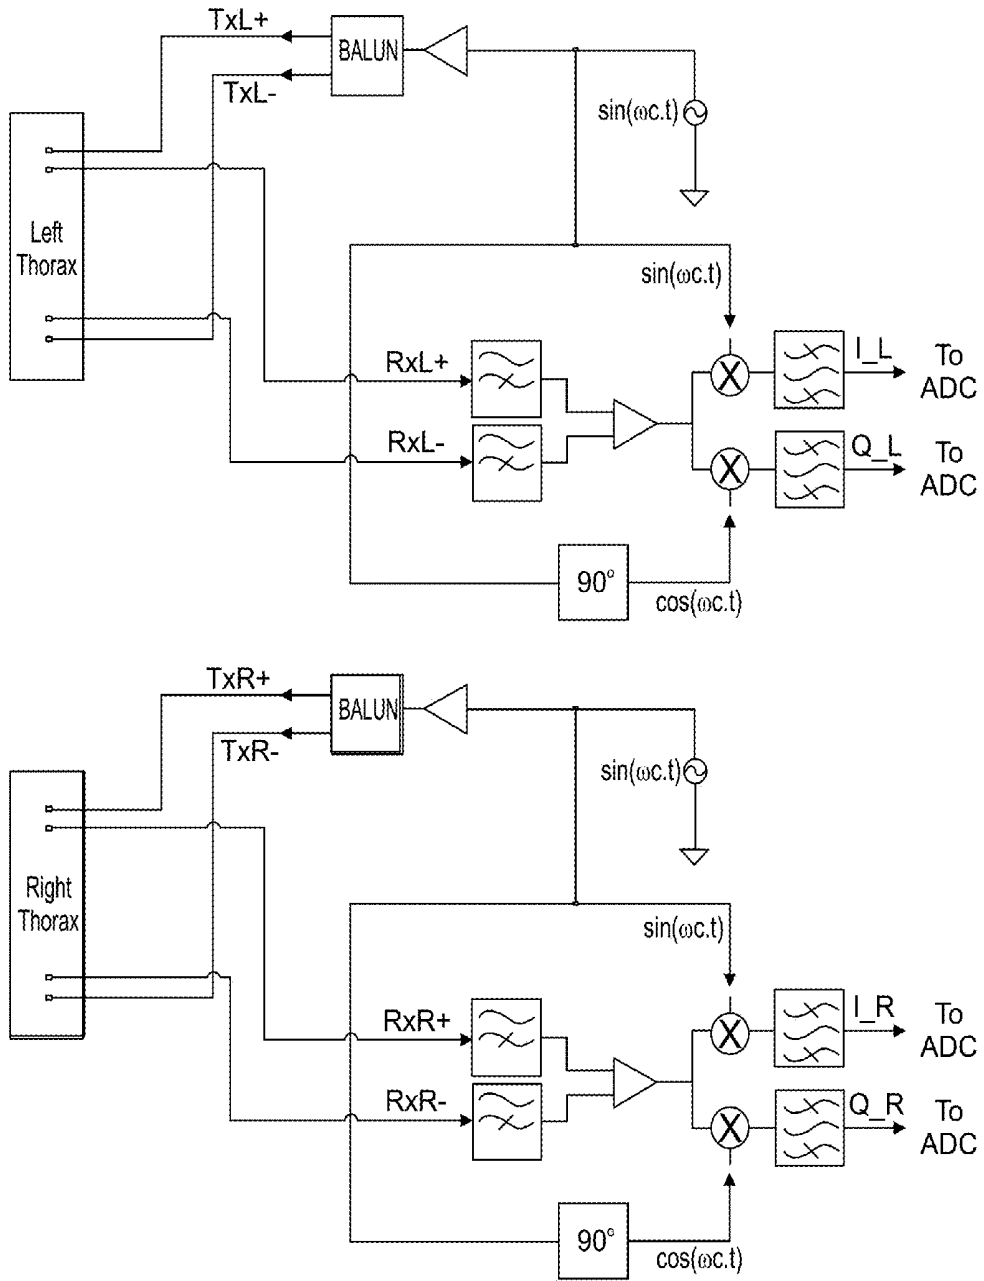 TxL+
BALUN
TxL-
sin(ωc.t)
Left
Thorax
sin(ωc.t)
RxL+
I_L
To
ADC
RxL-
Q_L
To
ADC
90°
cos(ωc.t)
TxR+
BALUN
TxR-
sin(ωc.t)
Right
Thorax
sin(ωc.t)
RxR+
I_R
To
ADC
RxR-
Q_R
To
ADC
90°
cos(ωc.t)